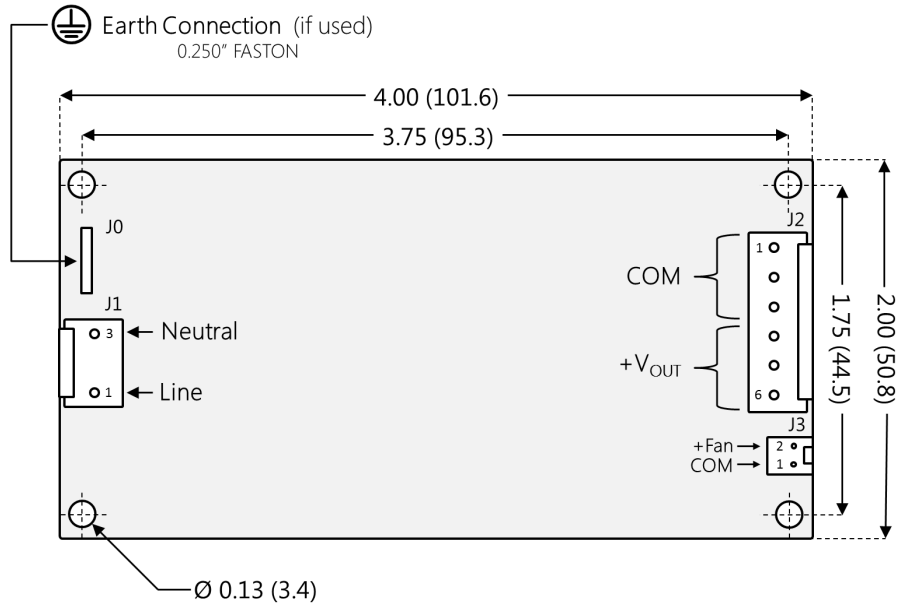 Earth Connection (if used)
0.250" FASTON
4.00 (101.6)
3.75 (95.3)
J0
J1
3 Neutral
1 Line
J2
1
COM
+VOUT
6
J3
+Fan 2
COM 1
1.75 (44.5)
2.00 (50.8)
Ø 0.13 (3.4)